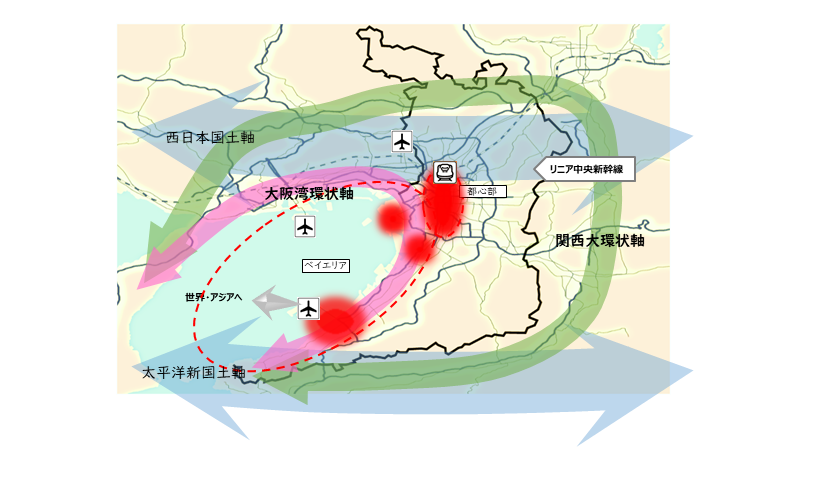 西日本国土軸
リニア中央新幹線
都心部
大阪湾環状軸
関西大環状軸
ベイエリア
世界・アジアへ
太平洋新国土軸